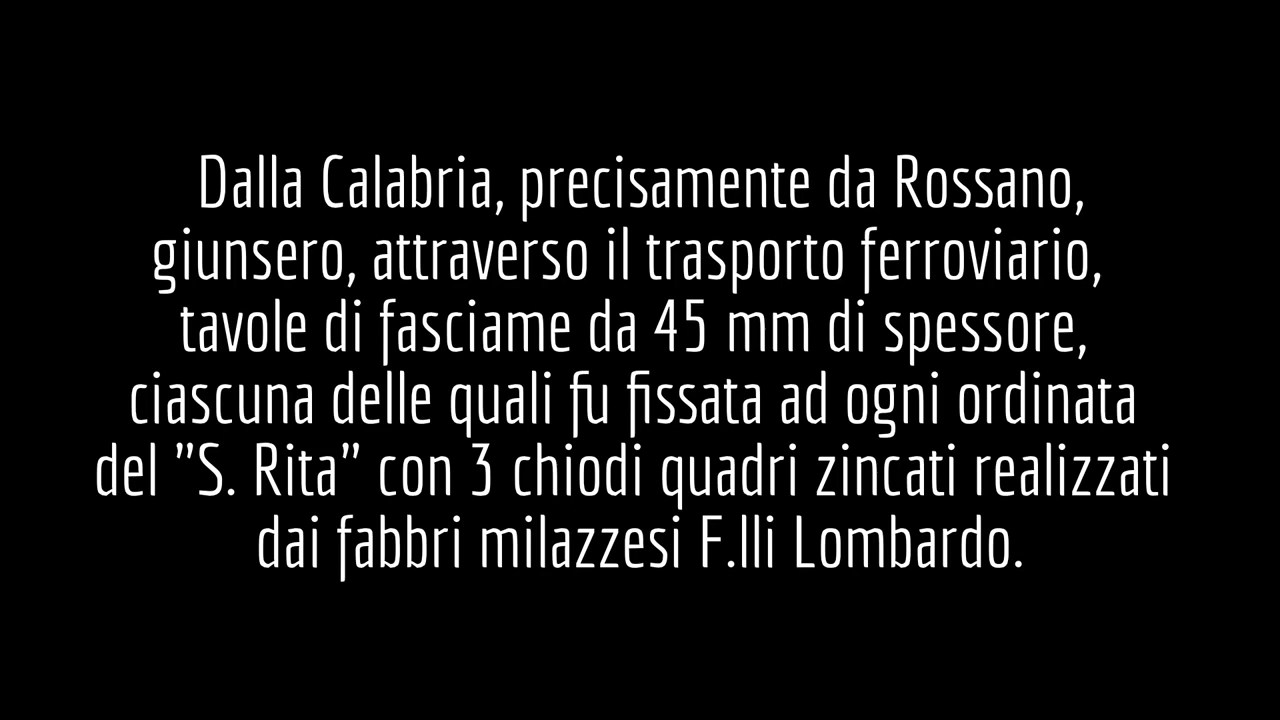 Dalla Calabria, precisamente da Rossano,
giunsero, attraverso il trasporto ferroviario,
tavole di fasciame da 45 mm di spessore,
ciascuna delle quali fu fissata ad ogni ordinata
del ”S. Rita” con 3 chiodi quadri zincati realizzati
dai fabbri milazzesi F.lli Lombardo.